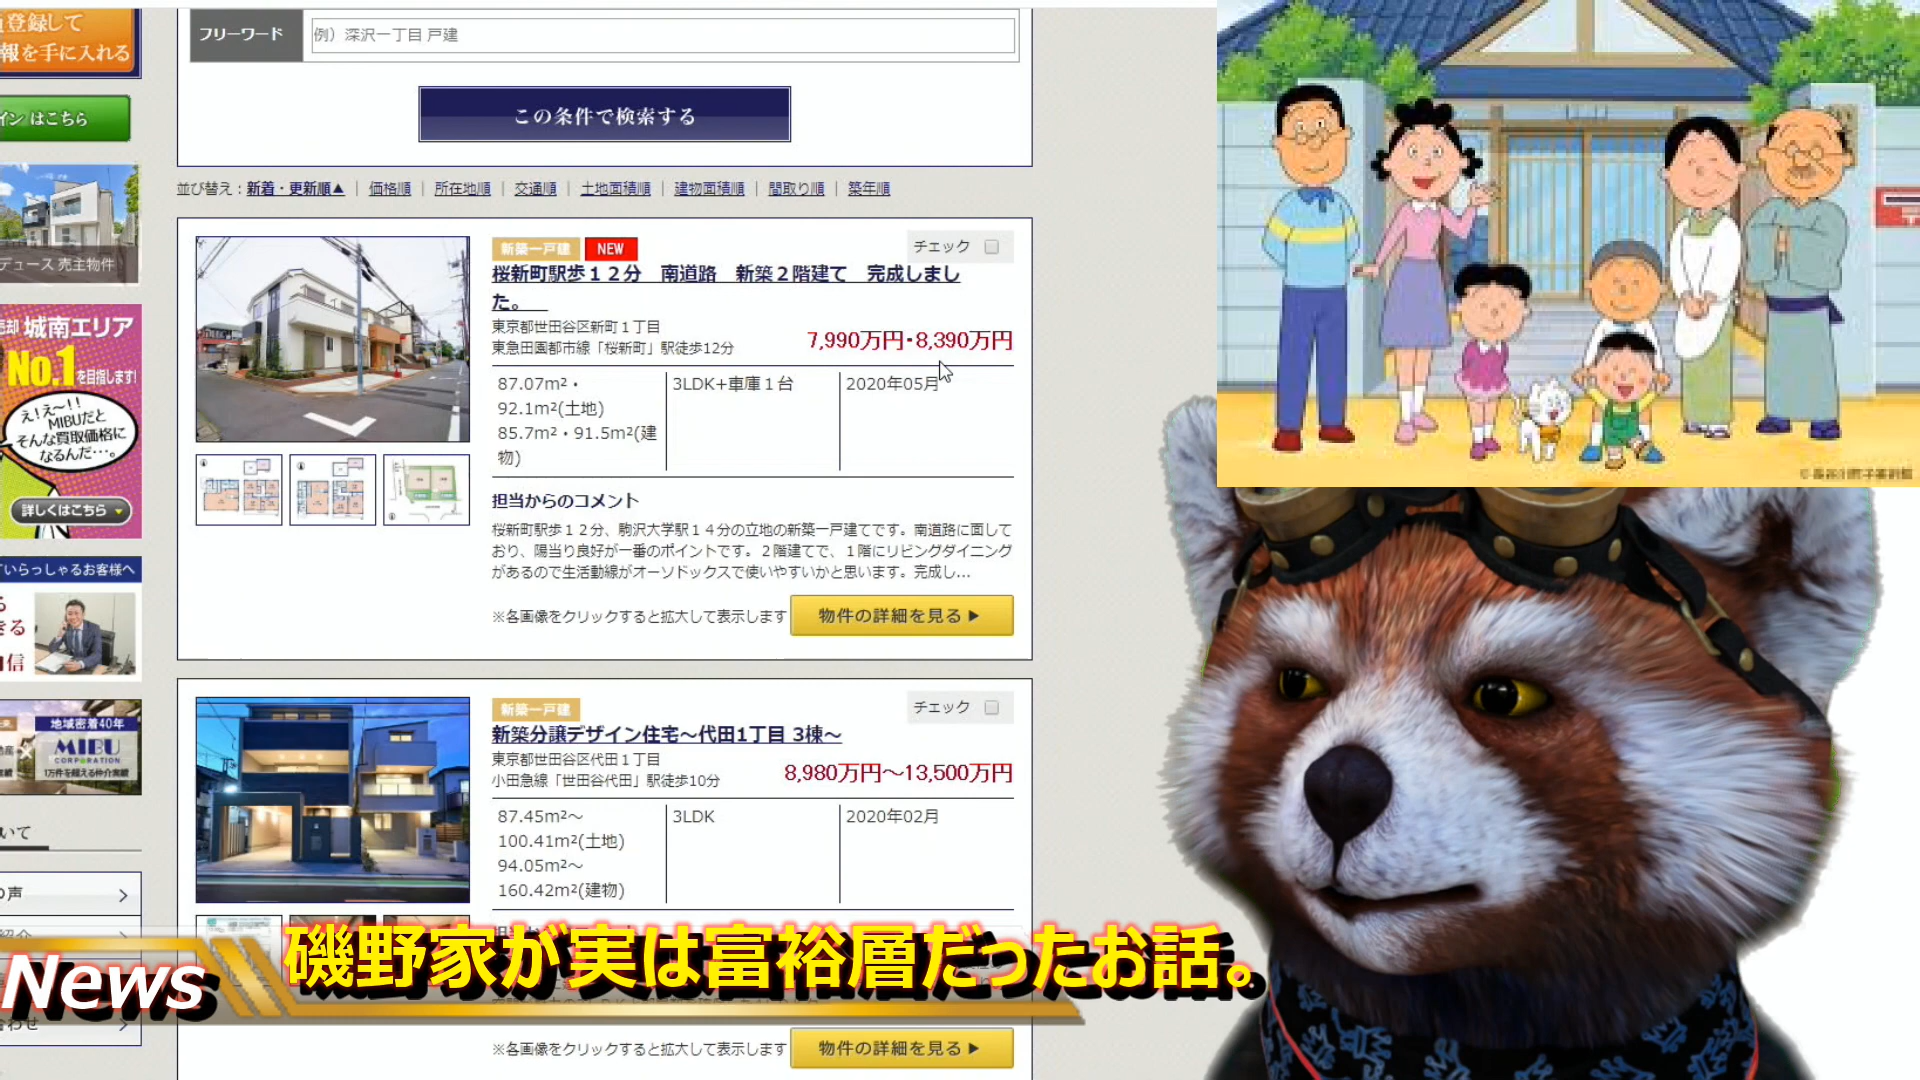 登録して
報を手に入れる
イン はこちら
デュース 売主物件
城南エリア
No.1を目指します!
え!え〜!!
MIBUだと
そんな買取価格に
なるんだ…。
詳しくはこちら
いらっしゃるお客様へ
きる
信
地域密着40年
MIBU
CORPORATION
1万件を超える仲介実績
いて
の声
フリーワード
例）深沢一丁目 戸建
この条件で検索する
並び替え：新着・更新順▲ ｜ 価格順 ｜ 所在地順 ｜ 交通順 ｜ 土地面積順 ｜ 建物面積順 ｜ 間取り順 ｜ 築年順
新築一戸建 NEW
チェック
桜新町駅歩１２分　南道路　新築２階建て　完成しまし
た。
東京都世田谷区新町１丁目
東急田園都市線「桜新町」駅徒歩12分
7,990万円・8,390万円
87.07m²・
92.1m²(土地)
85.7m²・91.5m²(建
物)
3LDK+車庫１台
2020年05月
担当からのコメント
桜新町駅歩１２分、駒沢大学駅１４分の立地の新築一戸建てです。南道路に面して
おり、陽当り良好が一番のポイントです。２階建てで、１階にリビングダイニング
があるので生活動線がオーソドックスで使いやすいかと思います。完成し...
※各画像をクリックすると拡大して表示します
物件の詳細を見る
新築一戸建
チェック
新築分譲デザイン住宅〜代田1丁目 3棟〜
東京都世田谷区代田１丁目
小田急線「世田谷代田」駅徒歩10分
8,980万円〜13,500万円
87.45m²〜
100.41m²(土地)
94.05m²〜
160.42m²(建物)
3LDK
2020年02月
News
磯野家が実は富裕層だったお話。
※各画像をクリックすると拡大して表示します
物件の詳細を見る